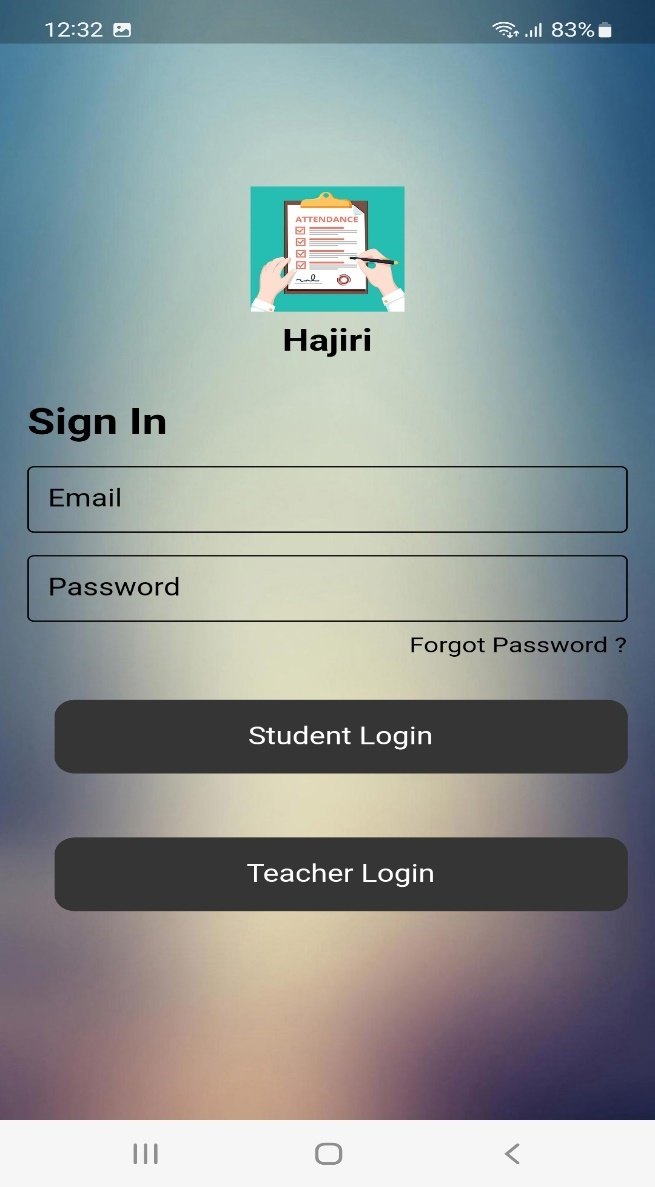 12:32 83%
ATTENDANCE
Hajiri
Sign In
Email
Password
Forgot Password ?
Student Login
Teacher Login